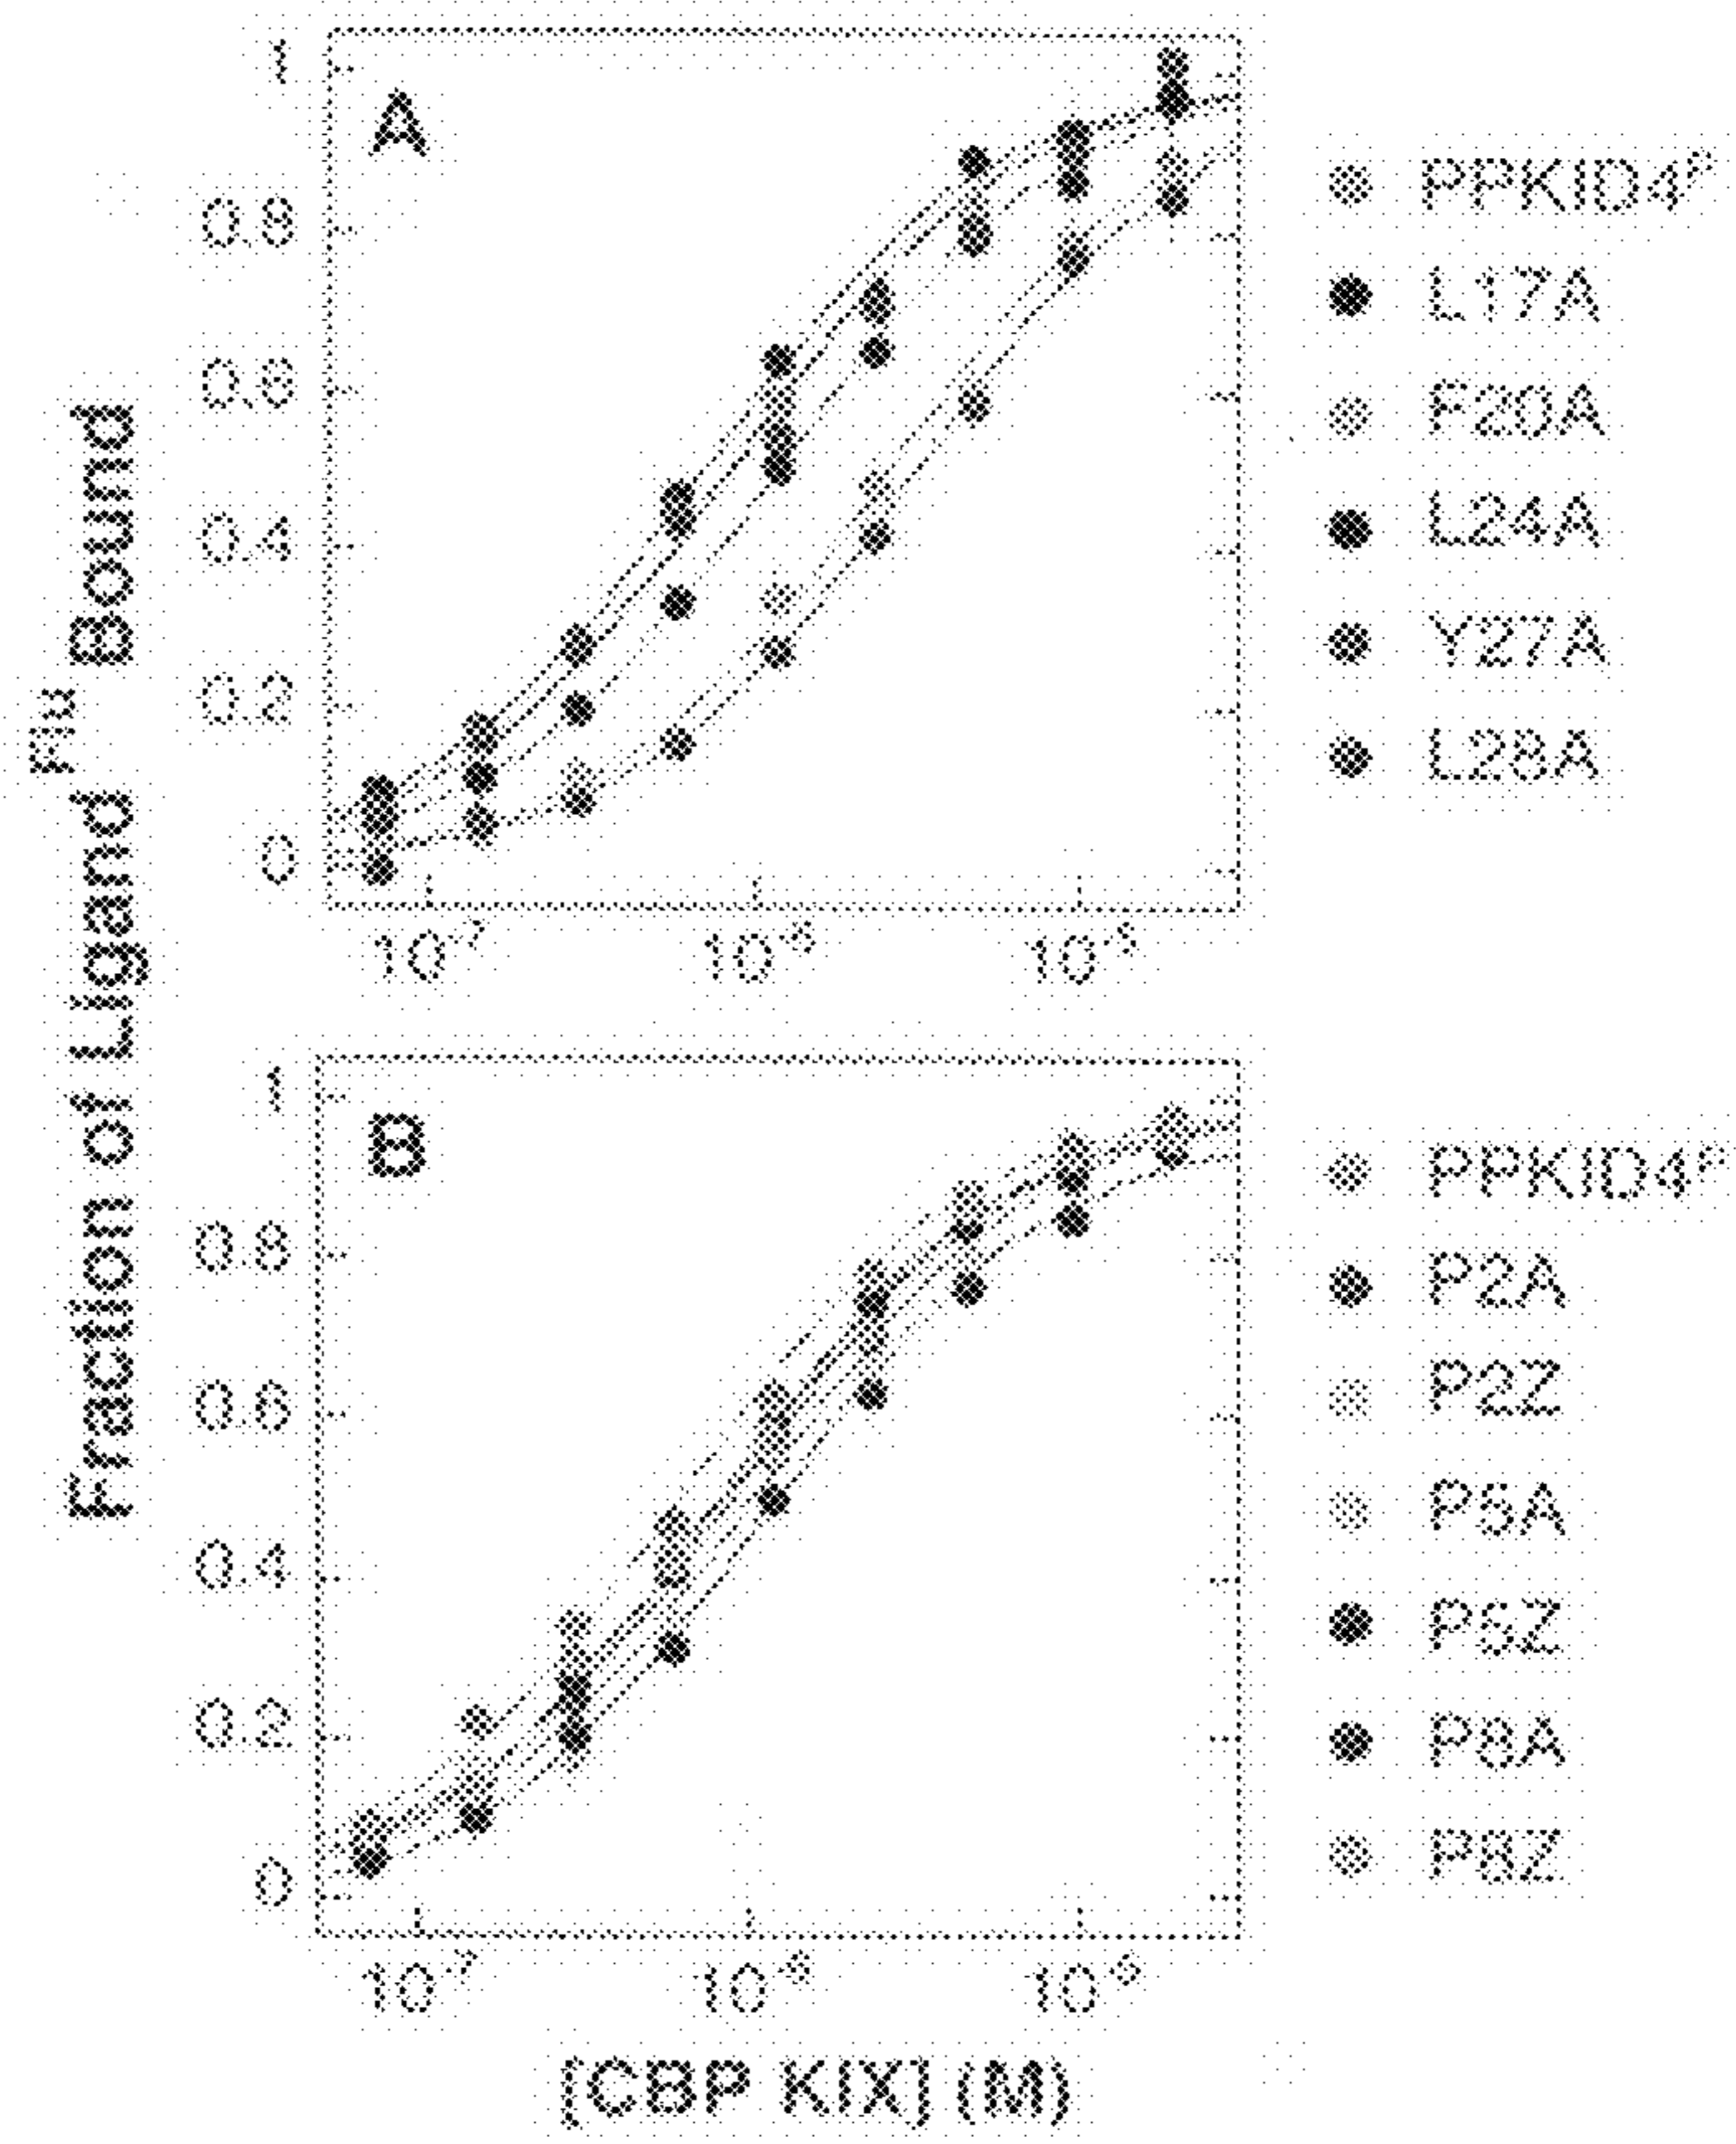 Fraction of Ligand^Flu Bound
A
1
0.8
0.6
0.4
0.2
0
10^-7
10^-6
10^-5
PPKID4^P
L17A
F20A
L24A
Y27A
L28A
B
1
0.8
0.6
0.4
0.2
0
10^-7
10^-6
10^-5
PPKID4^P
P2A
P2Z
P5A
P5Z
P8A
P8Z
[CBP KIX] (M)